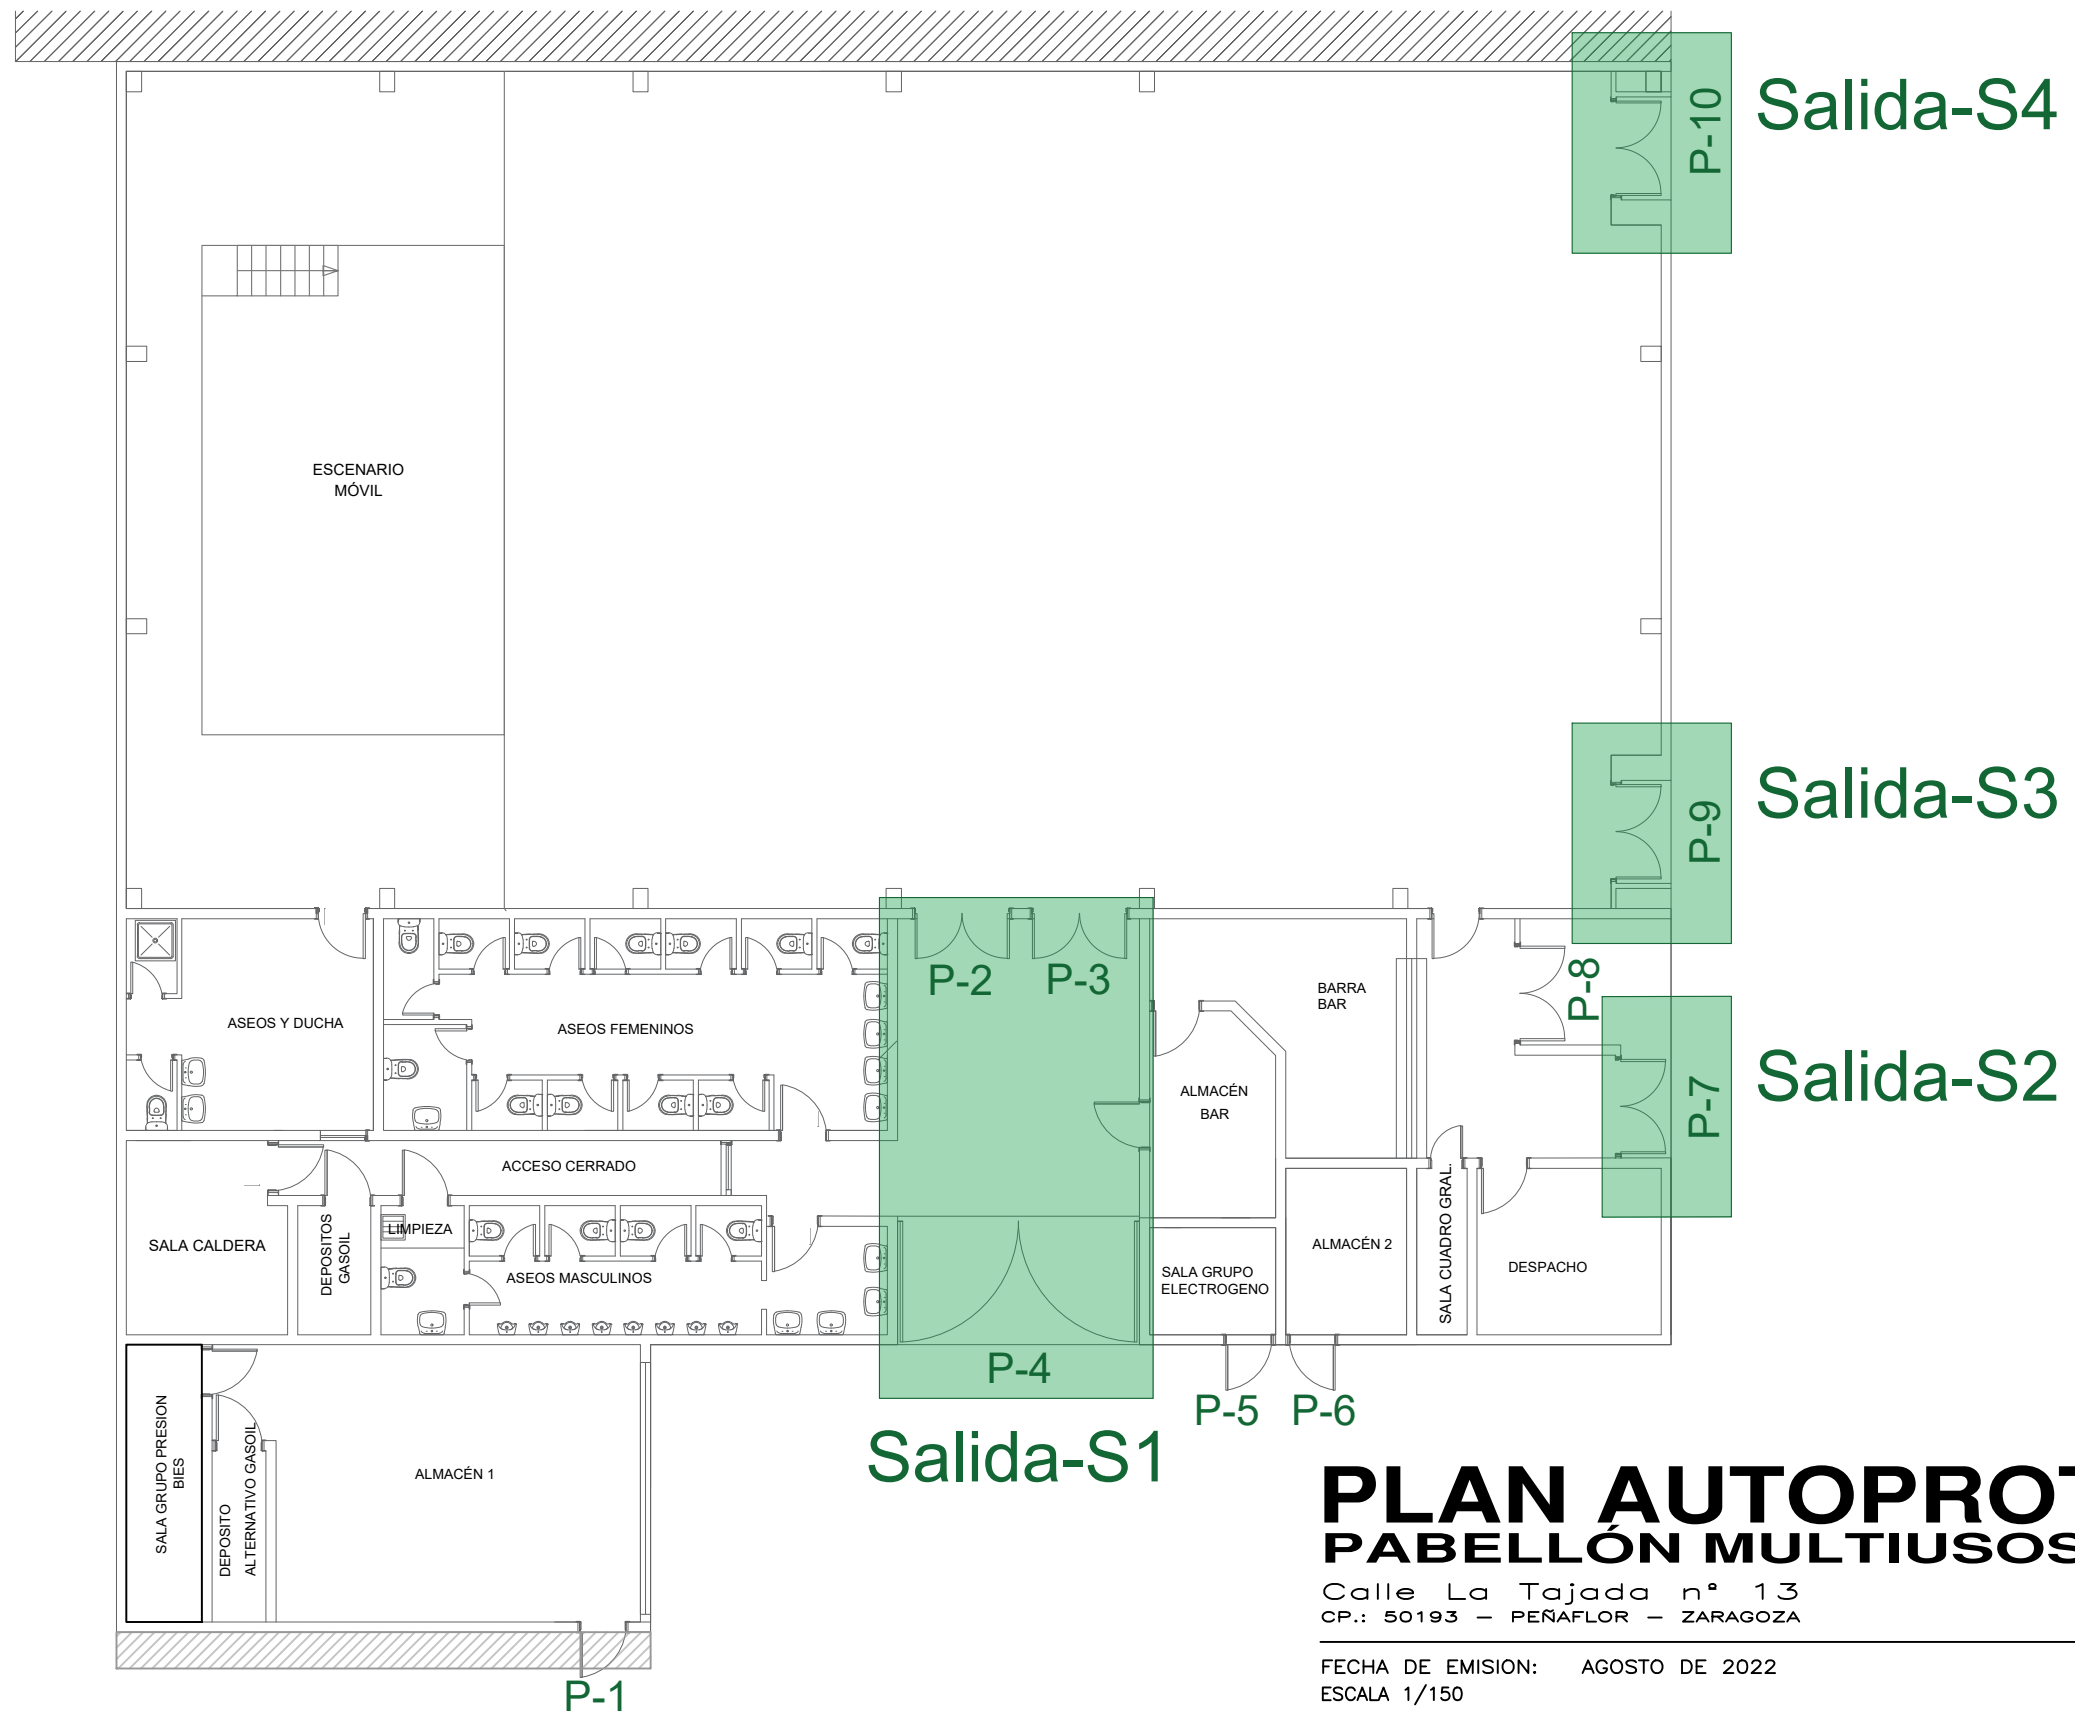 Salida-S4
P-10
ESCENARIO
MÓVIL
Salida-S3
P-9
P-2
P-3
P-8
BARRA
BAR
ASEOS Y DUCHA
ASEOS FEMENINOS
Salida-S2
P-7
ALMACÉN
BAR
ACCESO CERRADO
SALA CALDERA
DEPOSITOS
GASOIL
LIMPIEZA
ASEOS MASCULINOS
SALA GRUPO
ELECTROGENO
ALMACÉN 2
SALA CUADRO GRAL.
DESPACHO
P-4
P-5
P-6
Salida-S1
SALA GRUPO PRESION
BIES
DEPOSITO
ALTERNATIVO GASOIL
ALMACÉN 1
P-1
PLAN AUTOPROT
PABELLÓN MULTIUSOS
Calle La Tajada nº 13
CP.: 50193 - PEÑAFLOR - ZARAGOZA
FECHA DE EMISION: AGOSTO DE 2022
ESCALA 1/150